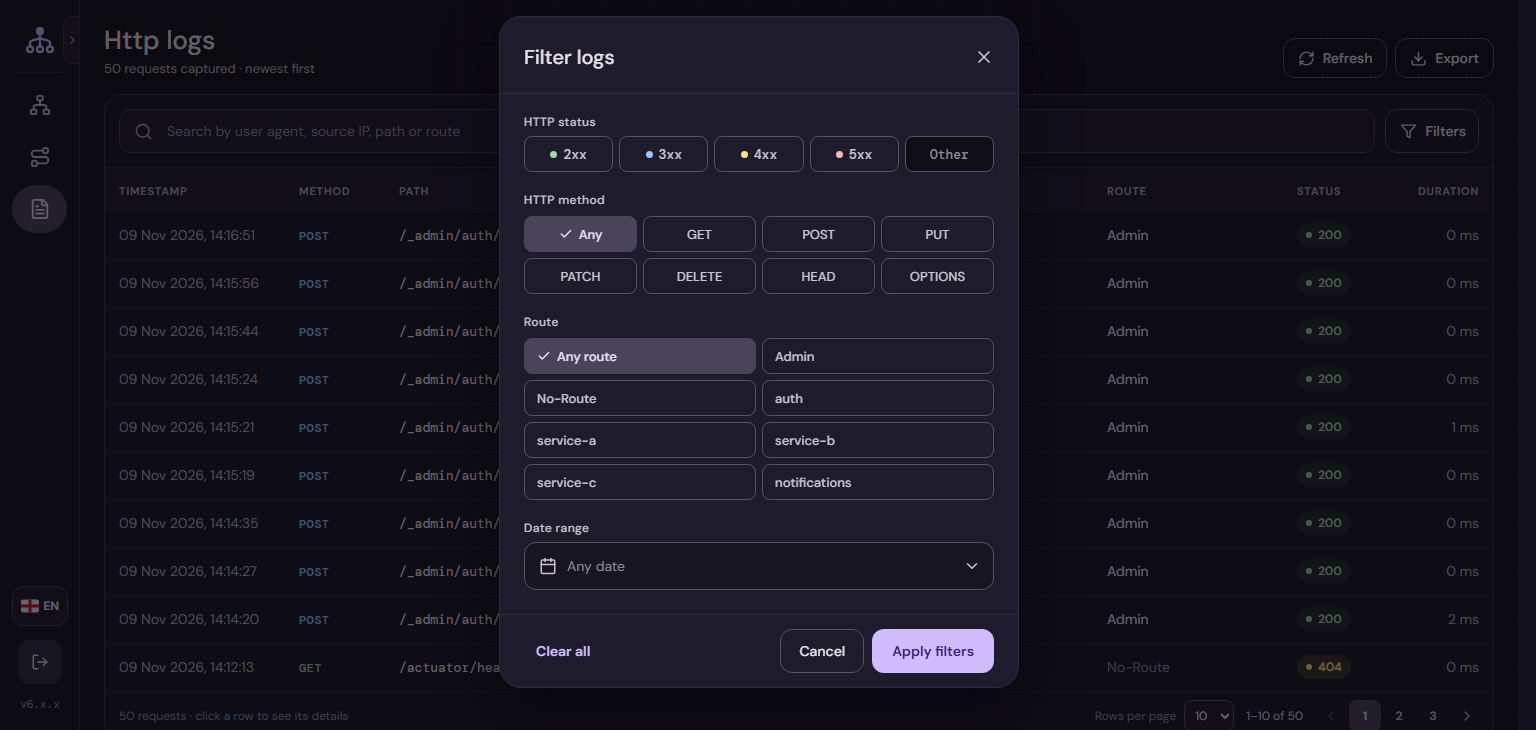 Http logs
50 requests captured · newest first
Refresh
Export
Search by user agent, source IP, path or route
Filters
TIMESTAMP METHOD PATH ROUTE STATUS DURATION
09 Nov 2026, 14:16:51 POST /_admin/auth/ Admin 200 0 ms
09 Nov 2026, 14:15:56 POST /_admin/auth/ Admin 200 0 ms
09 Nov 2026, 14:15:44 POST /_admin/auth/ Admin 200 0 ms
09 Nov 2026, 14:15:24 POST /_admin/auth/ Admin 200 0 ms
09 Nov 2026, 14:15:21 POST /_admin/auth/ Admin 200 1 ms
09 Nov 2026, 14:15:19 POST /_admin/auth/ Admin 200 0 ms
09 Nov 2026, 14:14:35 POST /_admin/auth/ Admin 200 0 ms
09 Nov 2026, 14:14:27 POST /_admin/auth/ Admin 200 0 ms
09 Nov 2026, 14:14:20 POST /_admin/auth/ Admin 200 2 ms
09 Nov 2026, 14:12:13 GET /actuator/hea No-Route 404 0 ms
50 requests · click a row to see its details
Rows per page 10 1–10 of 50 1 2 3
EN
v6.x.x
Filter logs
HTTP status
2xx 3xx 4xx 5xx Other
HTTP method
Any GET POST PUT
PATCH DELETE HEAD OPTIONS
Route
Any route Admin
No-Route auth
service-a service-b
service-c notifications
Date range
Any date
Clear all Cancel Apply filters